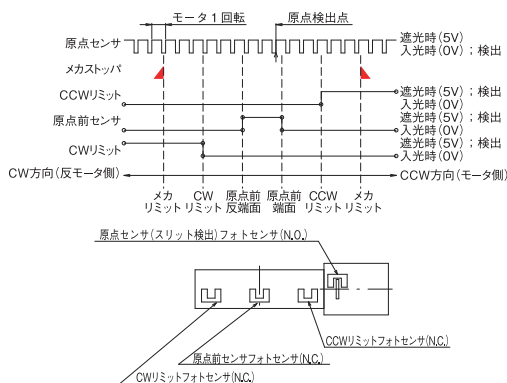 モータ1回転
原点検出点
原点センサ
遮光時(5V)
入光時(0V);検出
メカストッパ
CCWリミット
遮光時(5V);検出
入光時(0V)
原点前センサ
遮光時(5V);検出
入光時(0V)
CWリミット
遮光時(5V);検出
入光時(0V)
CW方向(反モータ側)
CCW方向(モータ側)
メカ
リミット
CW
リミット
原点前
反端面
原点前
端面
CCW
リミット
メカ
リミット
原点センサ(スリット検出)フォトセンサ(N.O.)
CCWリミットフォトセンサ(N.C.)
原点前センサフォトセンサ(N.C.)
CWリミットフォトセンサ(N.C.)